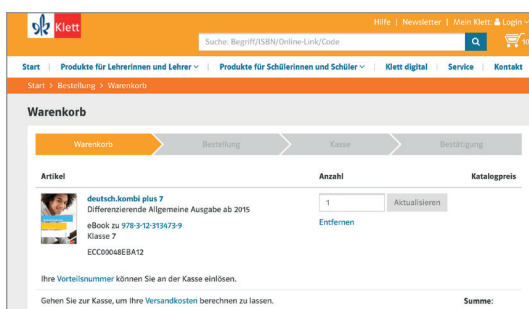 Klett
Hilfe | Newsletter | Mein Klett: Login
Suche: Begriff/ISBN/Online-Link/Code
10
Start | Produkte für Lehrerinnen und Lehrer | Produkte für Schülerinnen und Schüler | Klett digital | Service | Kontakt
Start > Bestellung > Warenkorb
Warenkorb
Warenkorb Bestellung Kasse Bestätigung
Artikel Anzahl Katalogpreis
deutsch.kombi plus 7
Differenzierende Allgemeine Ausgabe ab 2015
eBook zu 978-3-12-313473-9
Klasse 7
ECC00048EBA12
1 Aktualisieren
Entfernen
Ihre Vorteilsnummer können Sie an der Kasse einlösen.
Gehen Sie zur Kasse, um Ihre Versandkosten berechnen zu lassen. Summe: